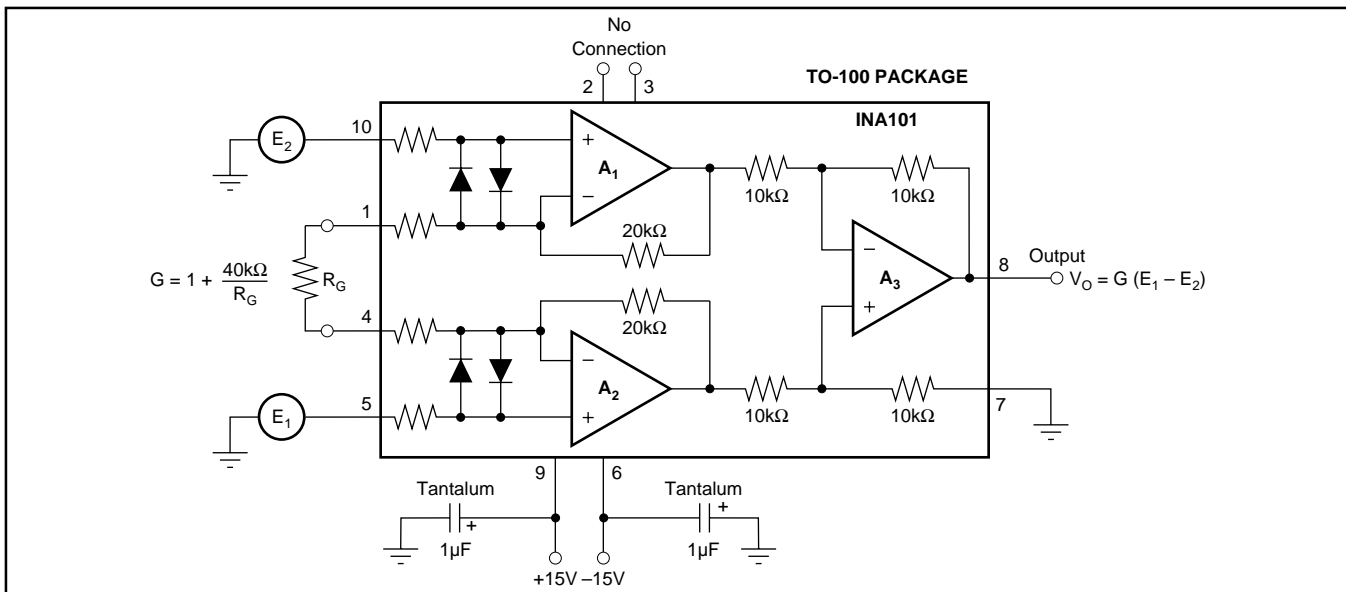 No
Connection
2
3
TO-100 PACKAGE
INA101
E2
10
+
A1
–
10kΩ
10kΩ
1
20kΩ
G = 1 + 40kΩ
RG
RG
–
A3
+
8
Output
VO = G (E1 – E2)
4
20kΩ
–
A2
+
10kΩ
10kΩ
7
E1
5
9
6
Tantalum
+
1µF
Tantalum
+
1µF
+15V
–15V